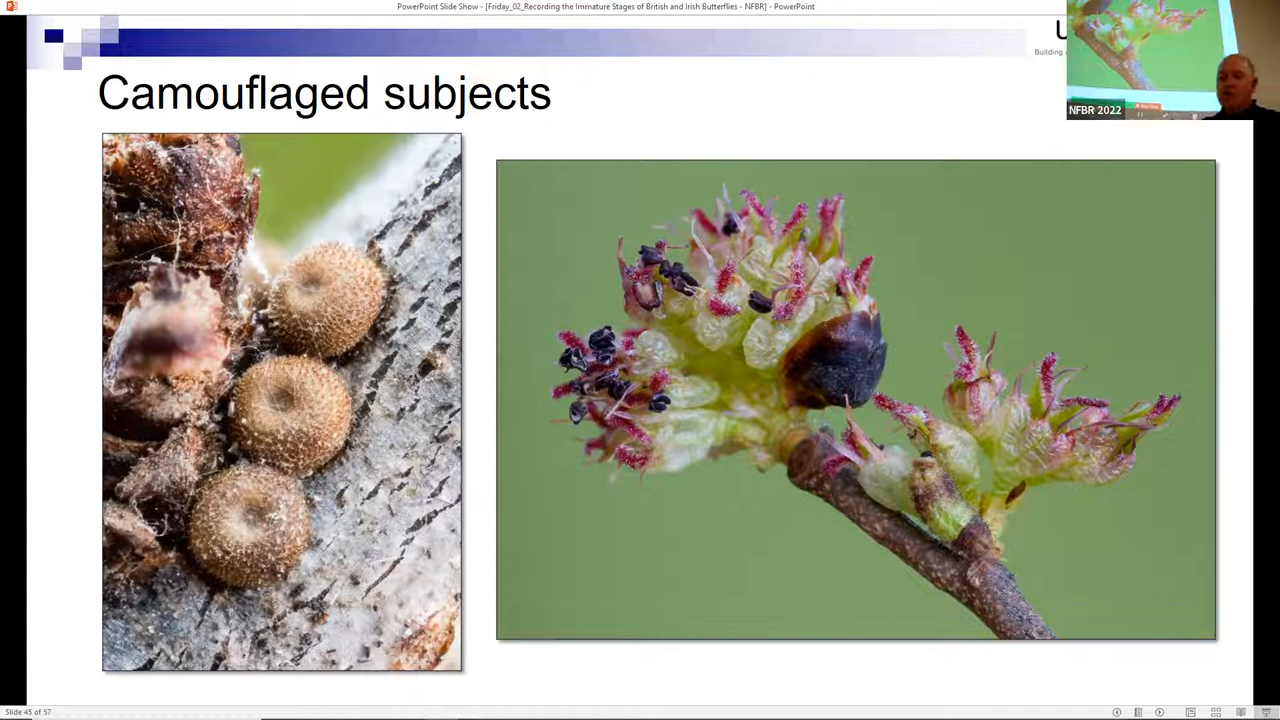 PowerPoint Slide Show - [Friday_02_Recording the Immature Stages of British and Irish Butterflies - NFBR] - PowerPoint
U
Building
Camouflaged subjects
NFBR 2022
Slide 45 of 57